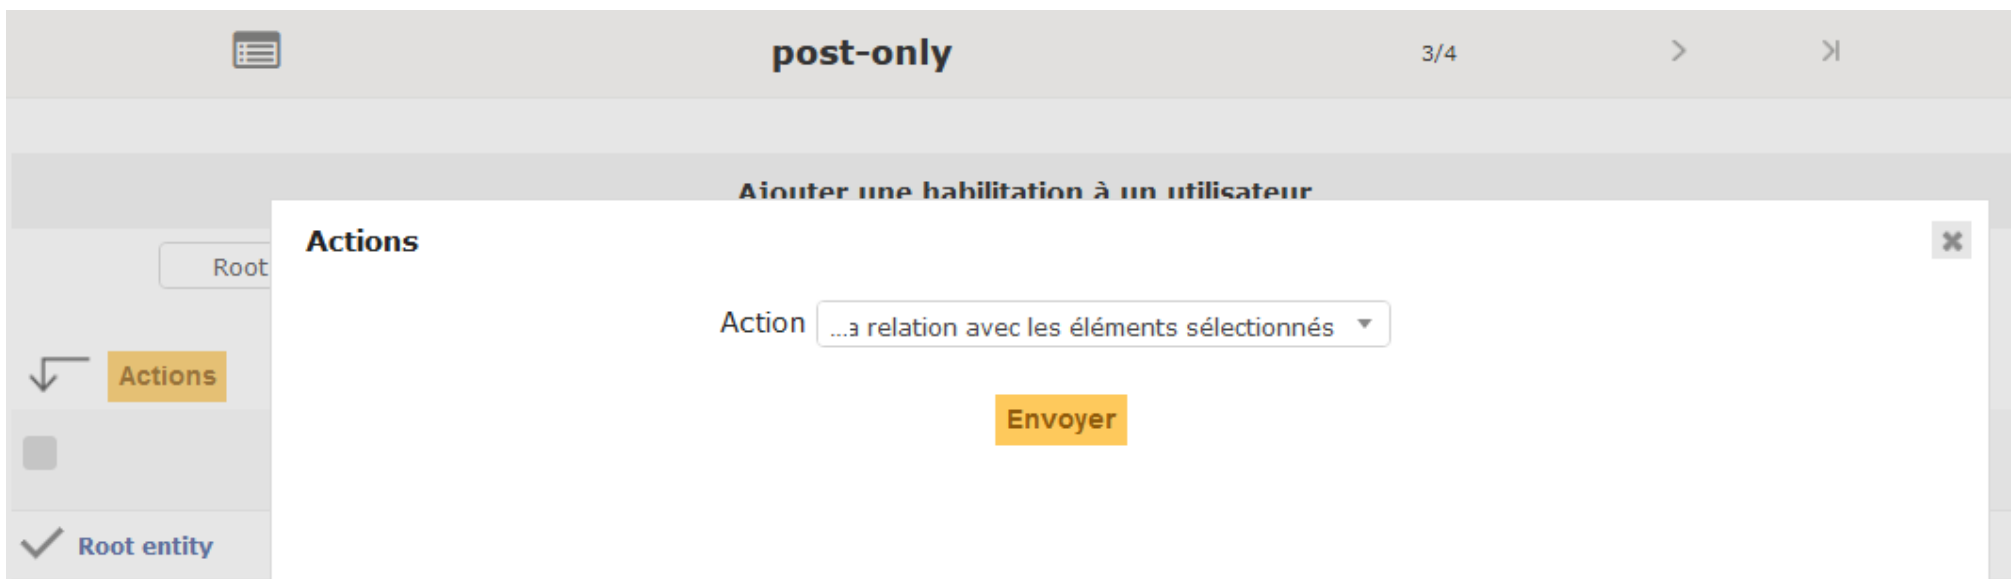 post-only 3/4
Ajouter une habilitation à un utilisateur
Actions
Root
Action ...a relation avec les éléments sélectionnés
Actions
Envoyer
Root entity